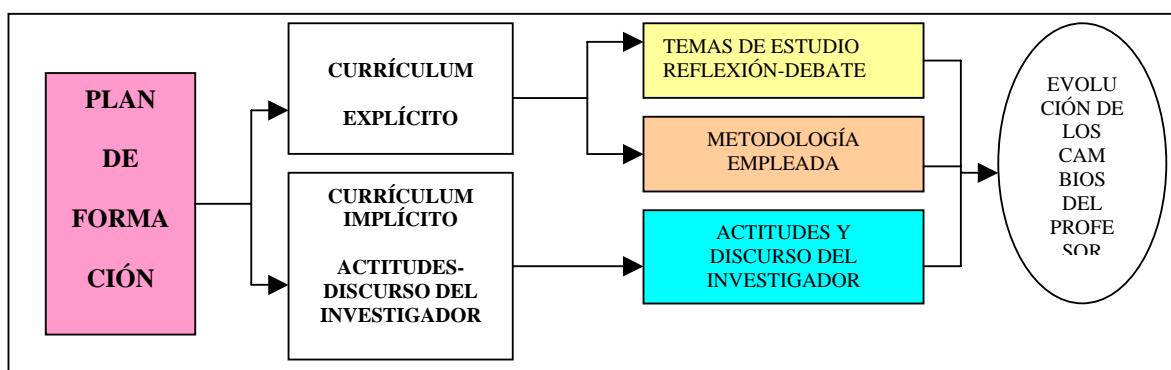 PLAN
DE
FORMA
CIÓN
CURRÍCULUM
EXPLÍCITO
CURRÍCULUM
IMPLÍCITO
ACTITUDES-
DISCURSO DEL
INVESTIGADOR
TEMAS DE ESTUDIO
REFLEXIÓN-DEBATE
METODOLOGÍA
EMPLEADA
ACTITUDES Y
DISCURSO DEL
INVESTIGADOR
EVOLU
CIÓN DE
LOS
CAM
BIOS
DEL
PROFE
SOR